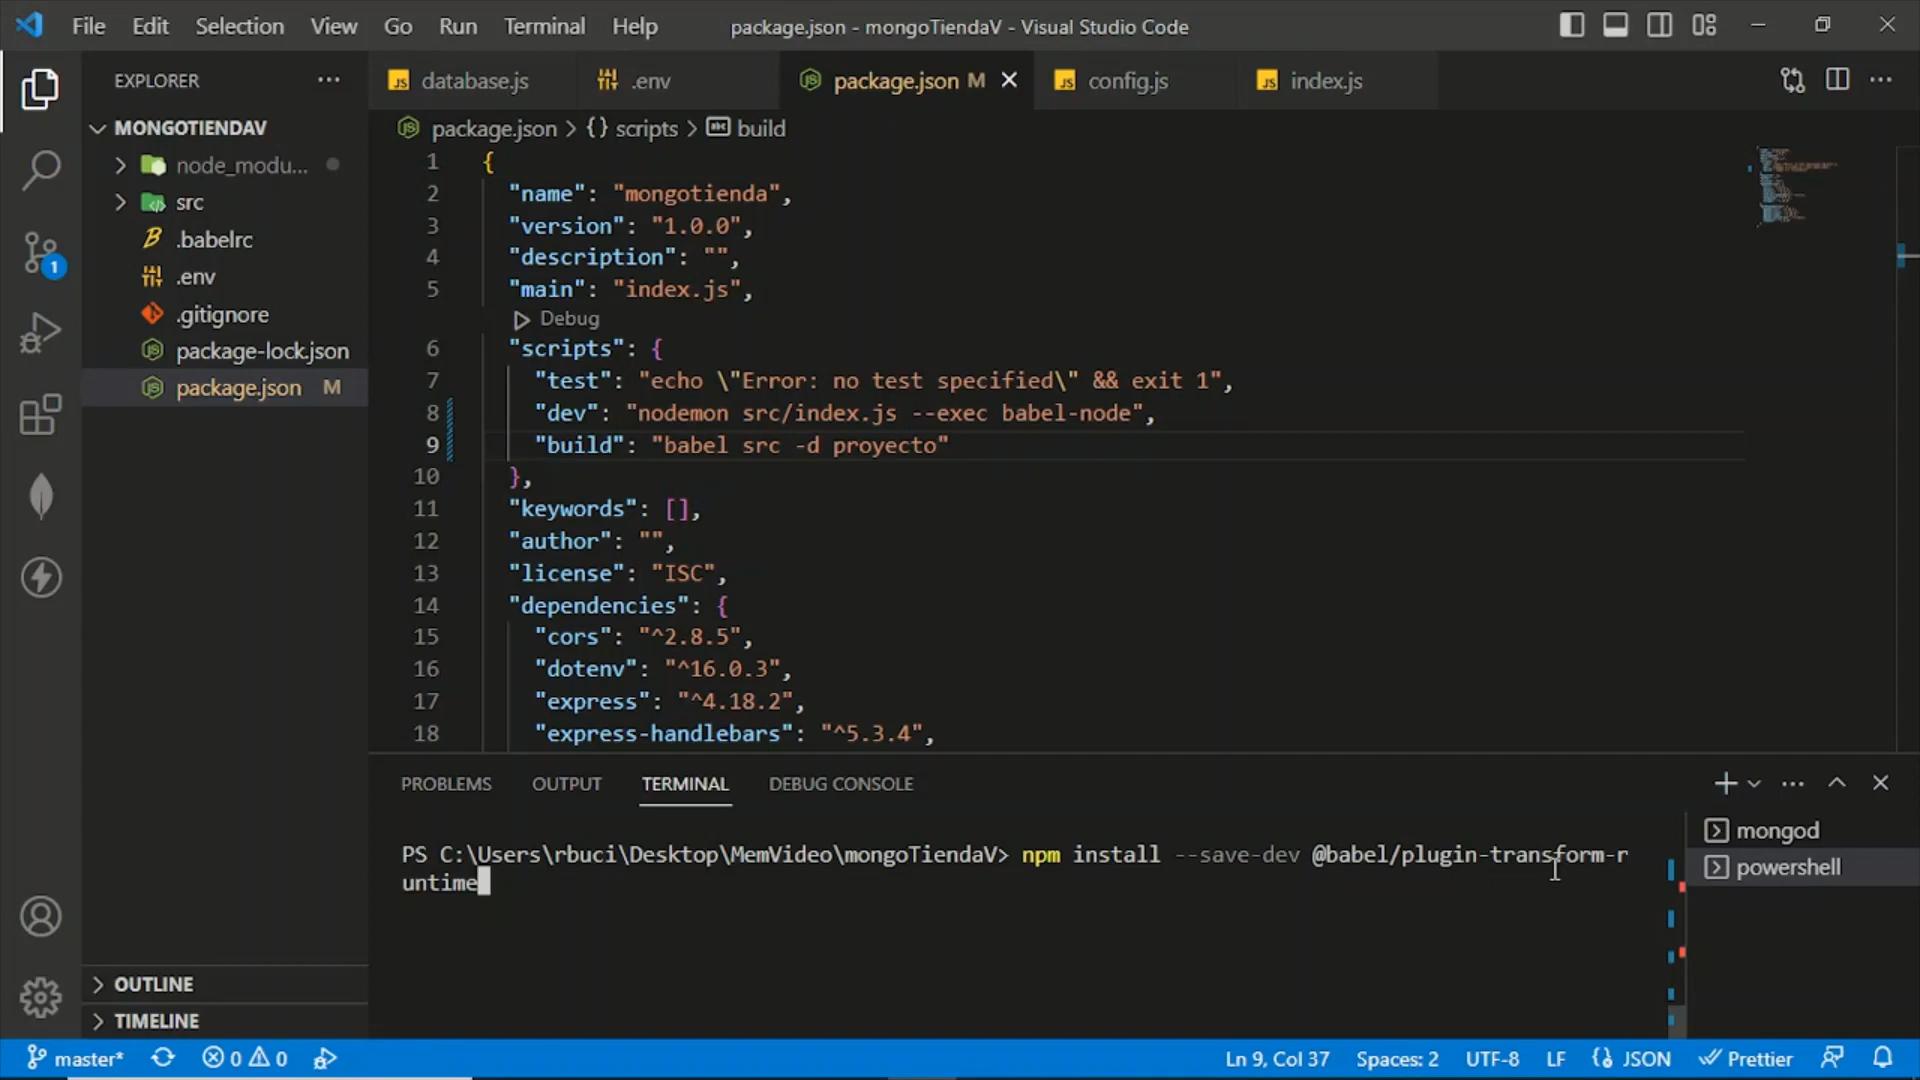 File Edit Selection View Go Run Terminal Help package.json - mongoTiendaV - Visual Studio Code
EXPLORER
MONGOTIENDAV
node_modu...
src
.babelrc
.env
.gitignore
package-lock.json
package.json M
OUTLINE
TIMELINE
database.js .env package.json M config.js index.js
package.json > {} scripts > build
1 {
2 "name": "mongotienda",
3 "version": "1.0.0",
4 "description": "",
5 "main": "index.js",
Debug
6 "scripts": {
7 "test": "echo \"Error: no test specified\" && exit 1",
8 "dev": "nodemon src/index.js --exec babel-node",
9 "build": "babel src -d proyecto"
10 },
11 "keywords": [],
12 "author": "",
13 "license": "ISC",
14 "dependencies": {
15 "cors": "^2.8.5",
16 "dotenv": "^16.0.3",
17 "express": "^4.18.2",
18 "express-handlebars": "^5.3.4",
PROBLEMS OUTPUT TERMINAL DEBUG CONSOLE
PS C:\Users\rbuci\Desktop\MemVideo\mongoTiendaV> npm install --save-dev @babel/plugin-transform-r
untime
mongod
powershell
1
master* 0 0 Ln 9, Col 37 Spaces: 2 UTF-8 LF {} JSON Prettier